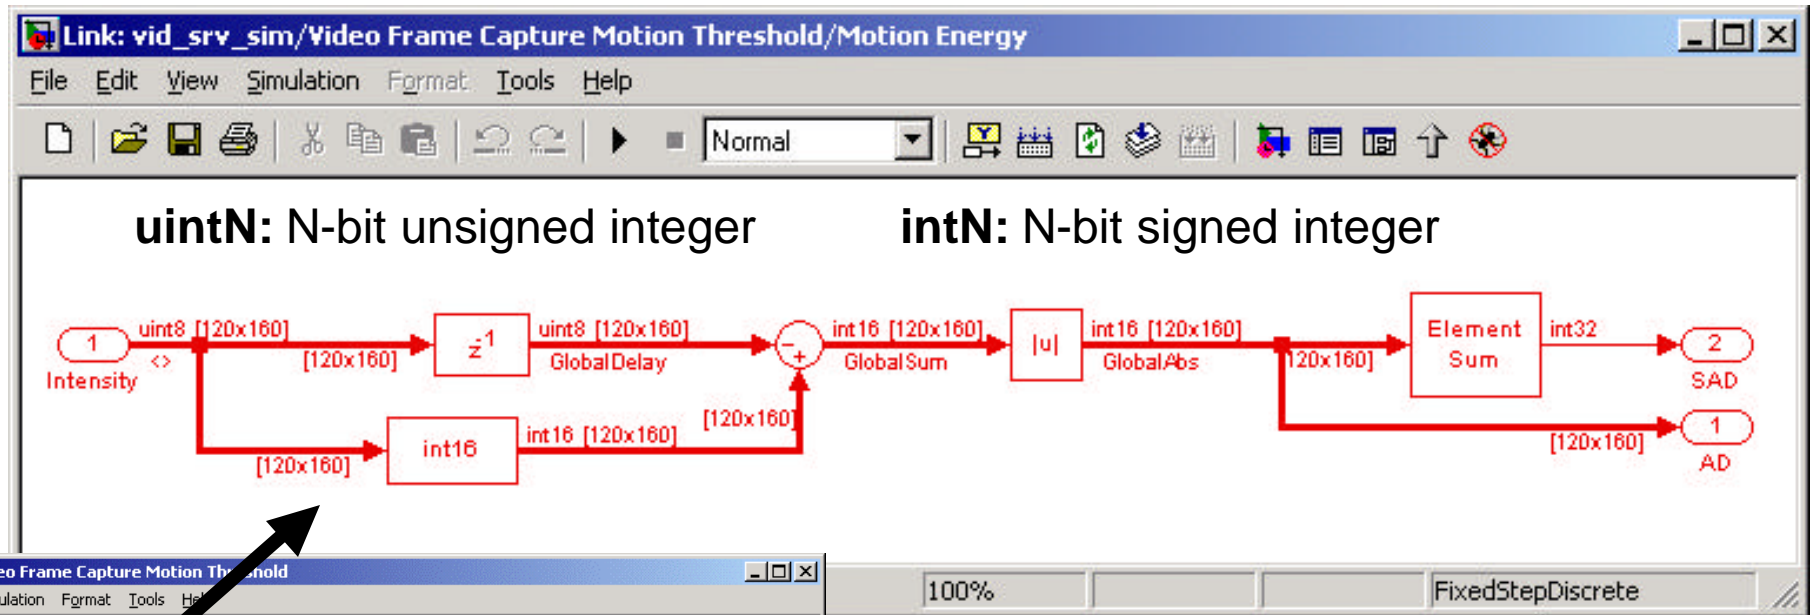 Link: vid_srv_sim/Video Frame Capture Motion Threshold/Motion Energy
File Edit View Simulation Format Tools Help
Normal
uintN: N-bit unsigned integer intN: N-bit signed integer
1
Intensity
uint8 [120x160]
<>
[120x160]
z-1
uint8 [120x160]
GlobalDelay
-
+
int16 [120x160]
GlobalSum
|u|
int16 [120x160]
GlobalAbs
120x160]
Element
Sum
int32
2
SAD
[120x160]
int16
int16 [120x160]
[120x160]
[120x160]
1
AD
eo Frame Capture Motion Threshold
ulation Format Tools Help
100% FixedStepDiscrete